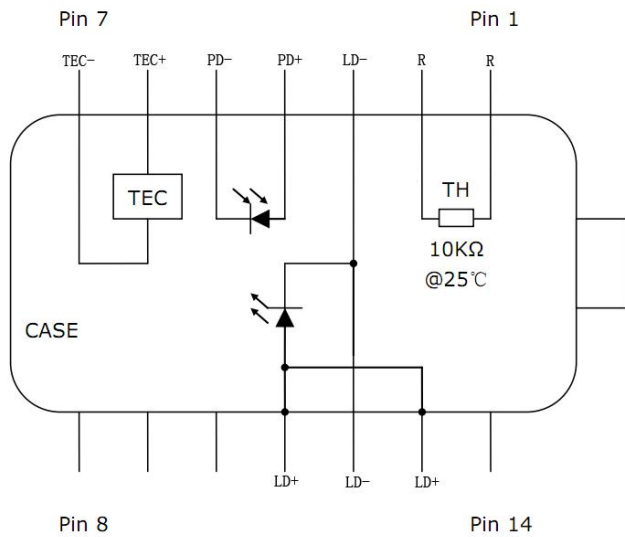 Pin 7 Pin 1
TEC- TEC+ PD- PD+ LD- R R
TEC
TH
10KΩ
@25℃
CASE
LD+ LD- LD+
Pin 8 Pin 14